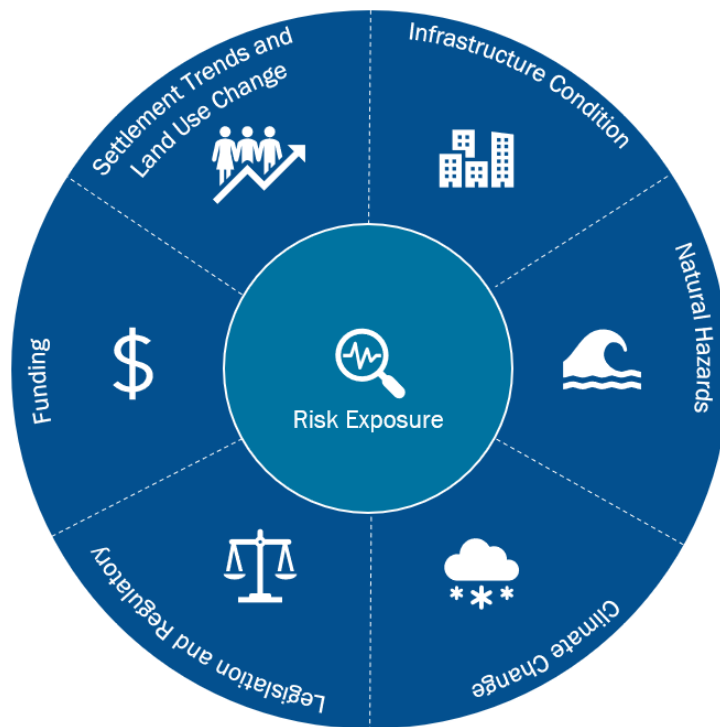 Settlement Trends and
Land Use Change
Infrastructure Condition
Natural Hazards
Climate Change
Legislation and Regulatory
Funding
$
Risk Exposure